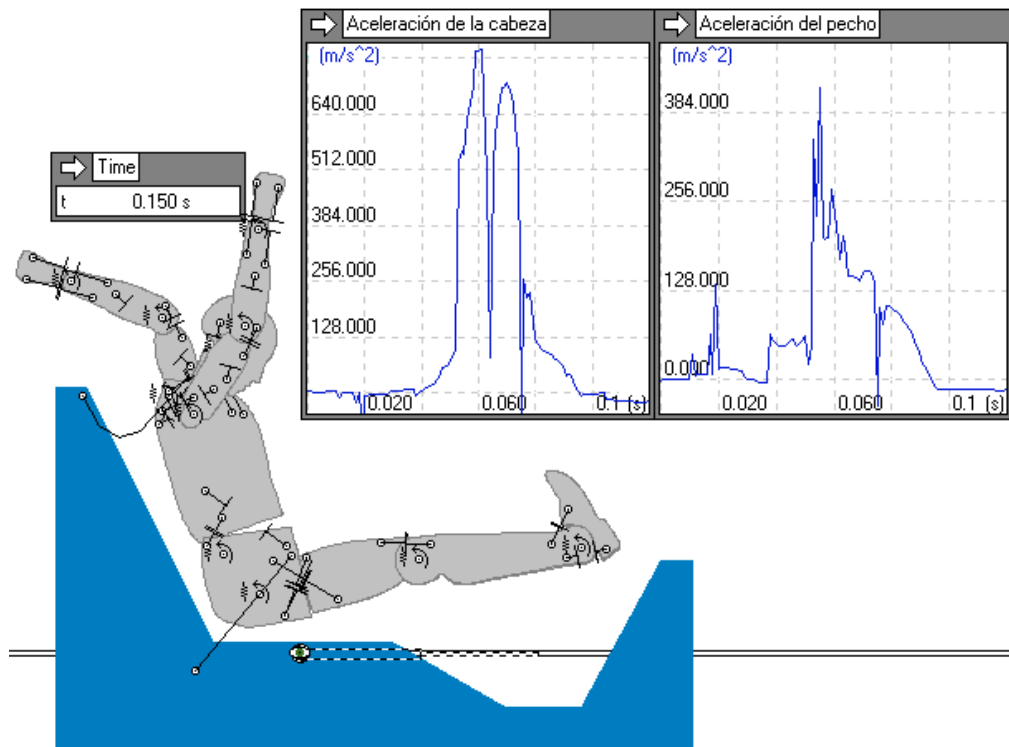 Aceleración de la cabeza
(m/s^2)
640.000
512.000
384.000
256.000
128.000
0.020
0.060
0.1 (s)
Aceleración del pecho
(m/s^2)
384.000
256.000
128.000
0.000
0.020
0.060
0.1 (s)
Time
t 0.150 s